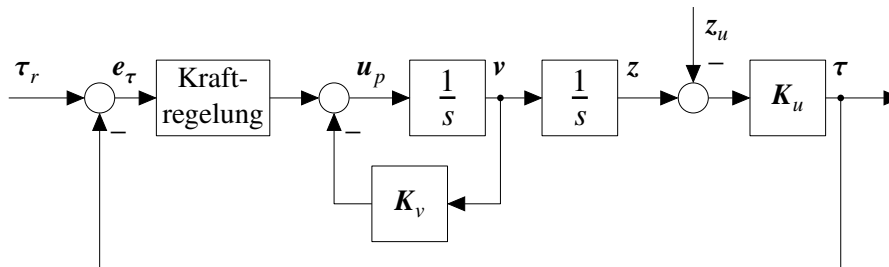 τ_r
e_τ
Kraft-
regelung
u_p
1/s
v
1/s
z
z_u
K_u
τ
K_v
−
−
−